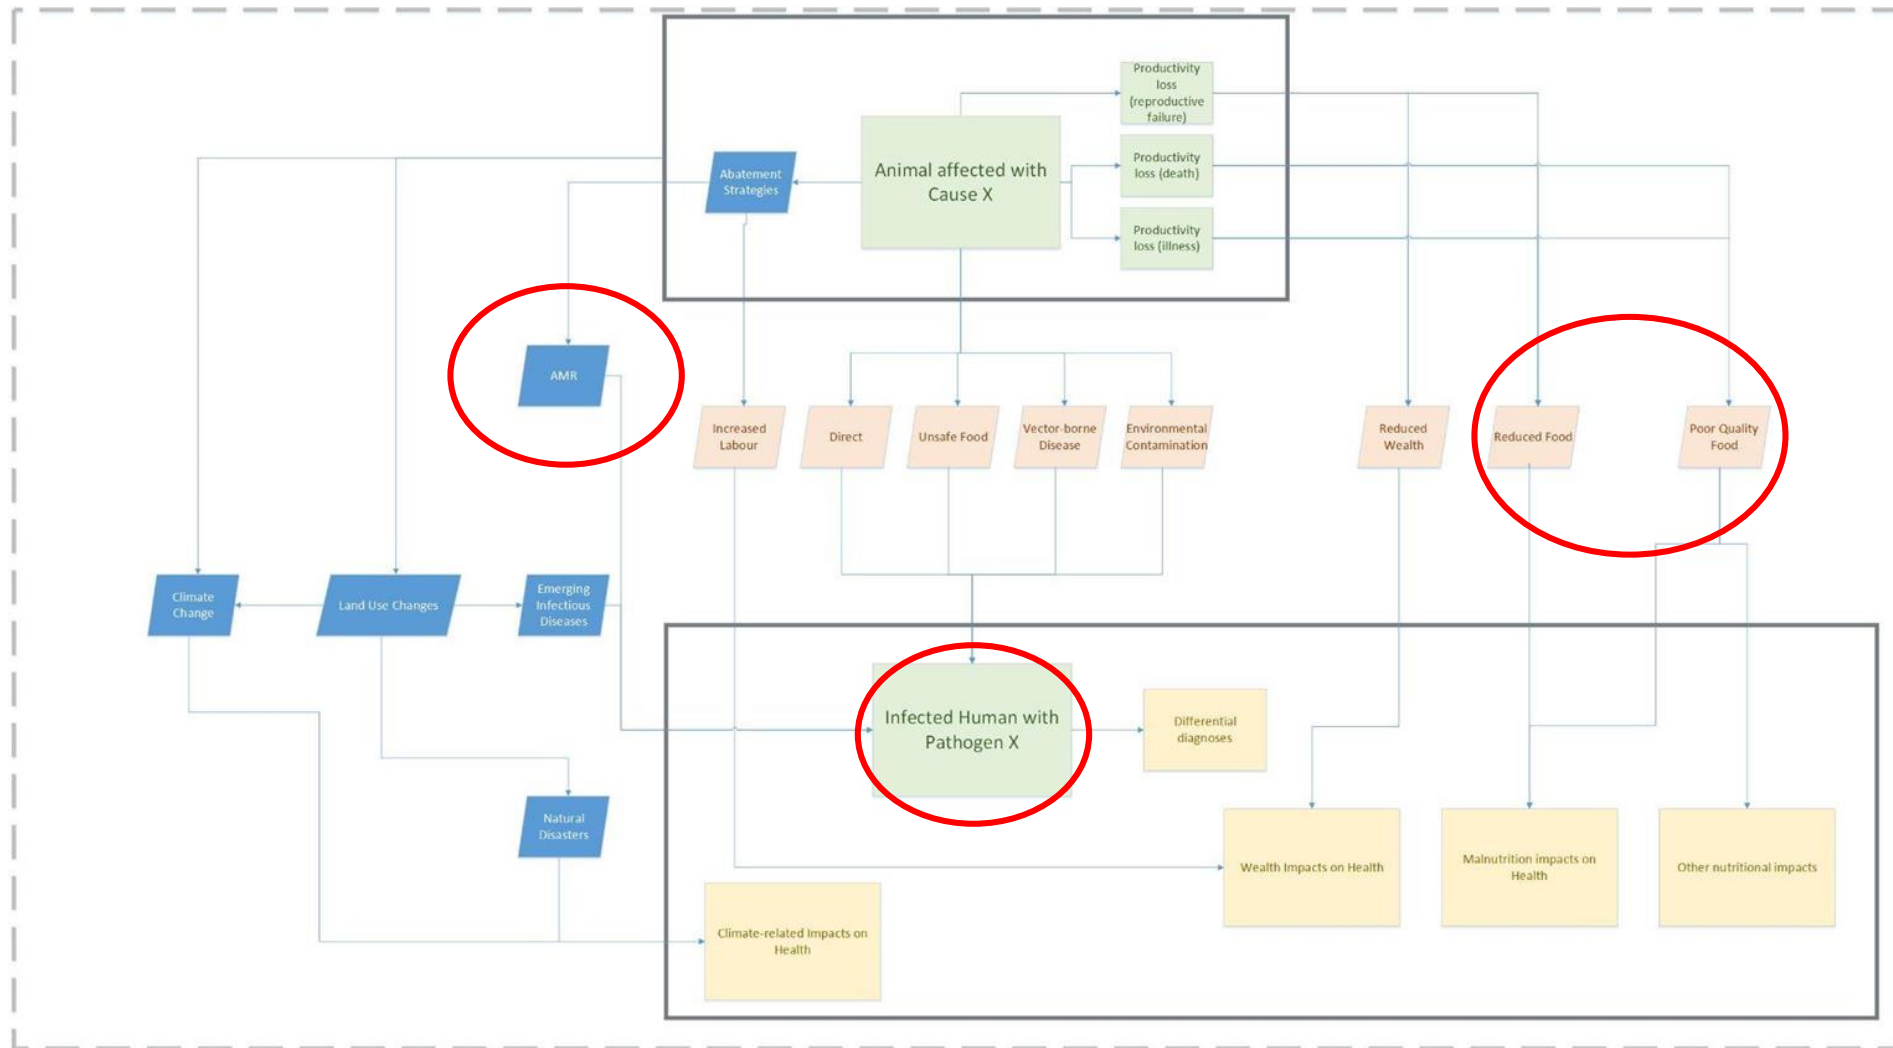 Productivity
loss
(reproductive
failure)
Animal affected with
Cause X
Productivity
loss (death)
Abatement
Strategies
Productivity
loss (illness)
AMR
Increased
Labour
Direct
Unsafe Food
Vector-borne
Disease
Environmental
Contamination
Reduced
Wealth
Reduced Food
Poor Quality
Food
Climate
Change
Land Use Changes
Emerging
Infectious
Diseases
Infected Human with
Pathogen X
Differential
diagnoses
Natural
Disasters
Wealth Impacts on Health
Malnutrition impacts on
Health
Other nutritional impacts
Climate-related Impacts on
Health